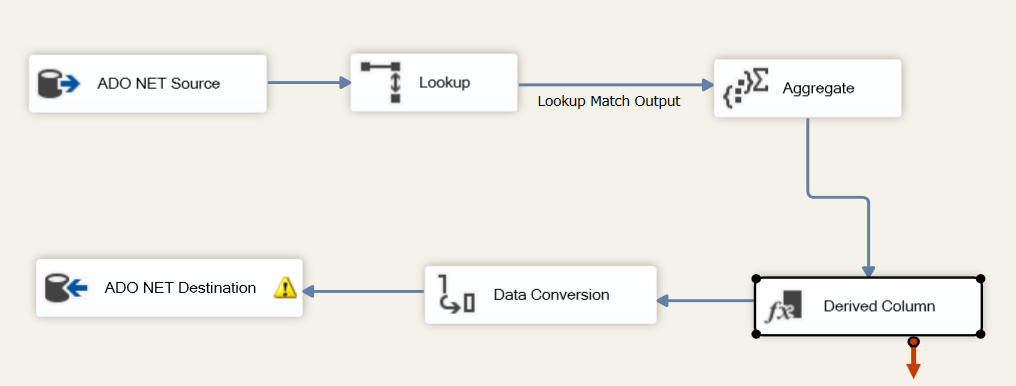 ADO NET Source
Lookup
Lookup Match Output
Aggregate
ADO NET Destination
Data Conversion
Derived Column